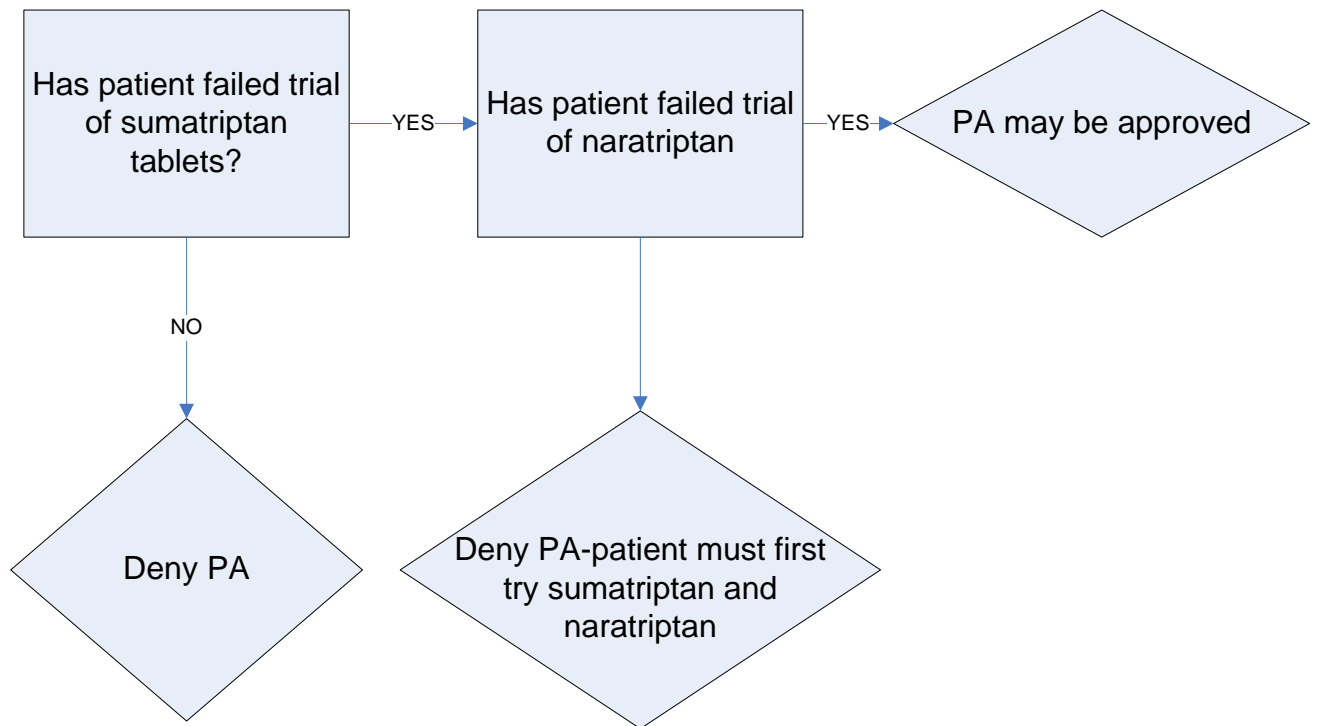 Has patient failed trial
of sumatriptan
tablets?
YES
Has patient failed trial
of naratriptan
YES
PA may be approved
NO
Deny PA
Deny PA-patient must first
try sumatriptan and
naratriptan